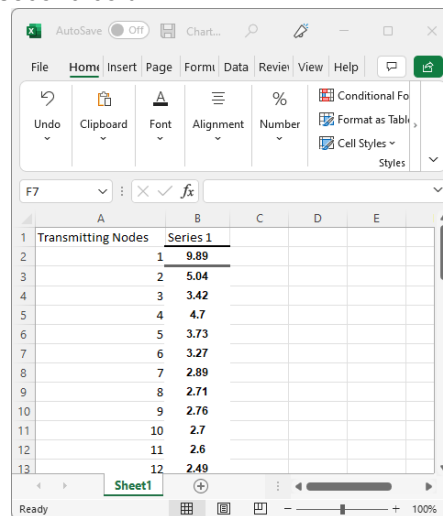 AutoSave Off Chart...
File Home Insert Page Formu Data Review View Help
Undo Clipboard Font Alignment Number
Conditional Fo
Format as Table
Cell Styles
Styles
F7 fx
A B C D E
1 Transmitting Nodes Series 1
2 1 9.89
3 2 5.04
4 3 3.42
5 4 4.7
6 5 3.73
7 6 3.27
8 7 2.89
9 8 2.71
10 9 2.76
11 10 2.7
12 11 2.6
13 12 2.49
Sheet1
Ready 100%